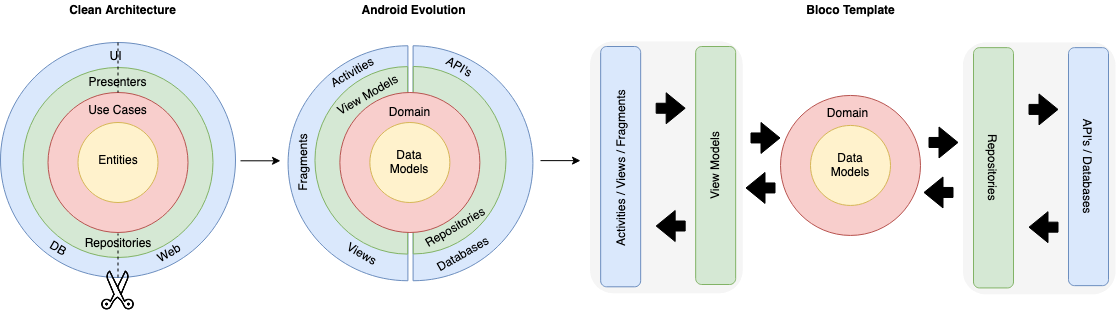 Clean Architecture
UI
Presenters
Use Cases
Entities
Repositories
DB
Web
Android Evolution
Activities
API's
View Models
Domain
Fragments
Data
Models
Repositories
Views
Databases
Bloco Template
Activities / Views / Fragments
View Models
Domain
Data
Models
Repositories
API's / Databases